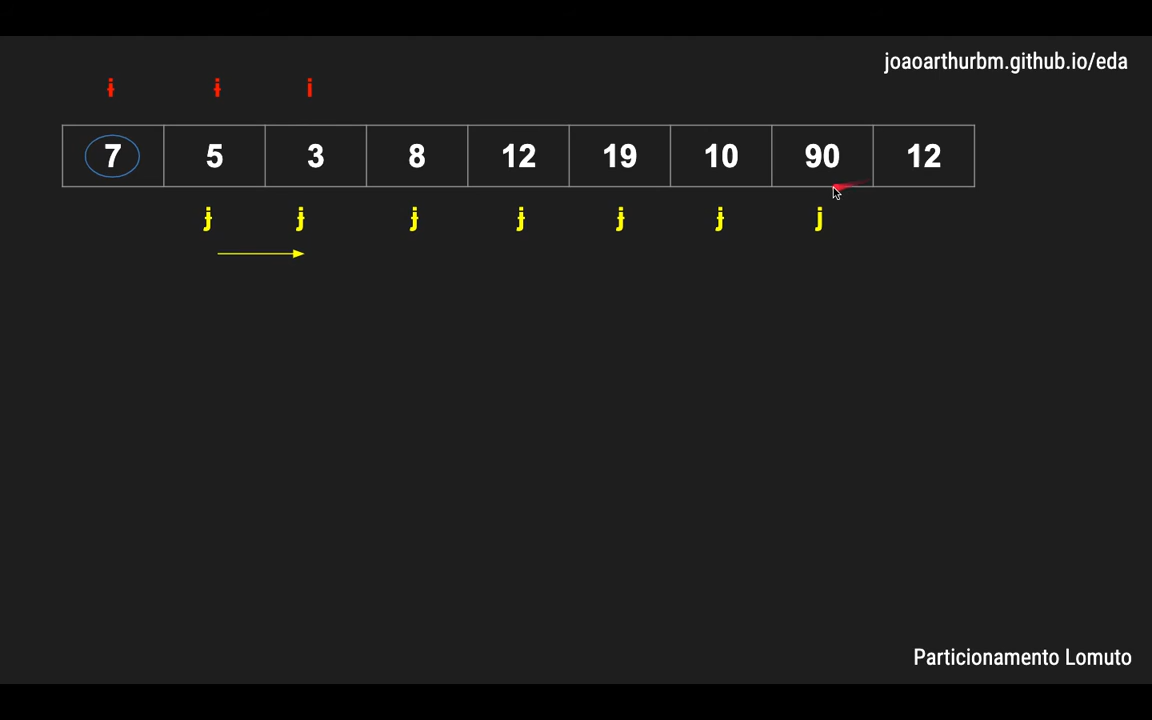 joaoarthurbm.github.io/eda
i i i
7 5 3 8 12 19 10 90 12
j j j j j j j
Particionamento Lomuto